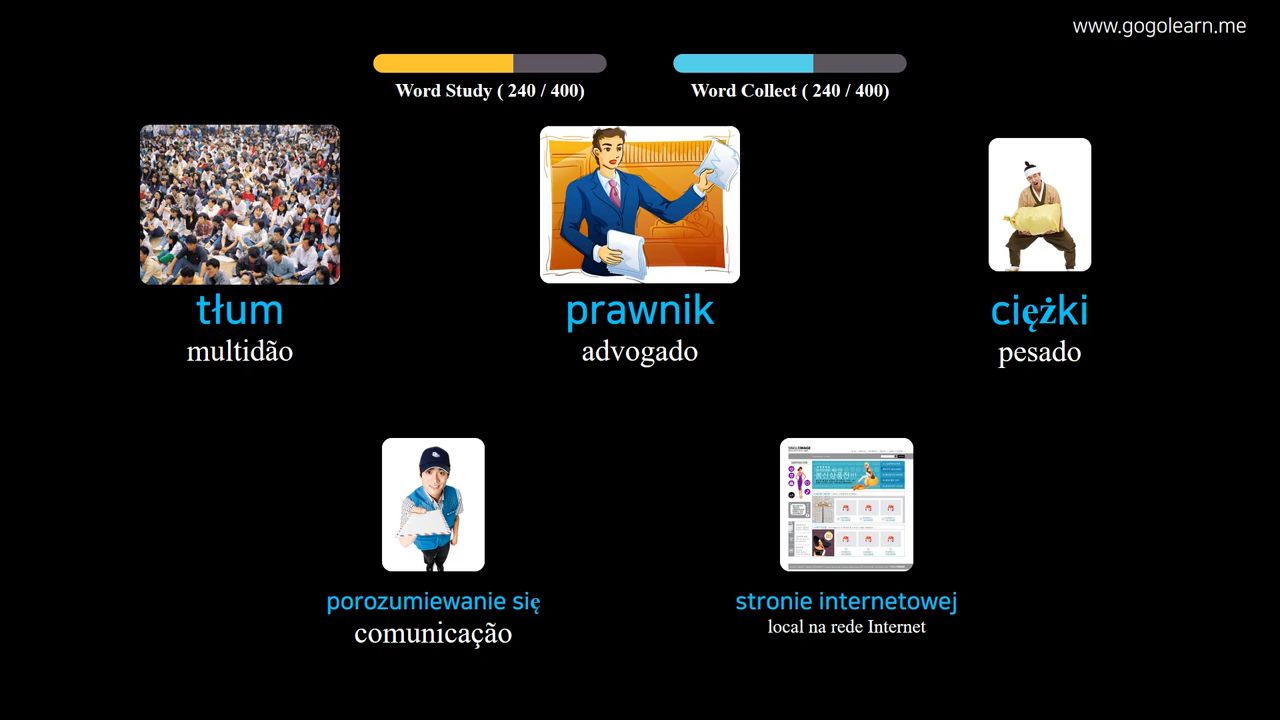 www.gogolearn.me
Word Study ( 240 / 400)
Word Collect ( 240 / 400)
tłum
multidão
prawnik
advogado
ciężki
pesado
porozumiewanie się
comunicação
stronie internetowej
local na rede Internet